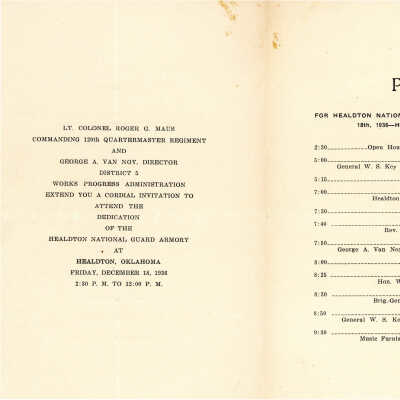 LT. COLONEL ROGER G. MAUS
COMMANDING 120th QUARTERMASTER REGIMENT
AND
GEORGE A. VAN NOY, DIRECTOR
DISTRICT 5
WORKS PROGRESS ADMINISTRATION
EXTEND YOU A CORDIAL INVITATION TO
ATTEND THE
DEDICATION
OF THE
HEALDTON NATIONAL GUARD ARMORY
AT
HEALDTON, OKLAHOMA
FRIDAY, DECEMBER 18, 1936
2:30 P. M. TO 12:00 P. M.
P
FOR HEALDTON NATION
18th, 1936—H
2:30 Open Hou
5:00
General W. S. Key
5:15
7:00
Healdton
7:30
7:40
Rev.
7:50
George A. Van No
8:00
8:25
Hon. W
8:30
Brig.-Gen
8:50
General W. S. Ke
9:30
Music Furnis